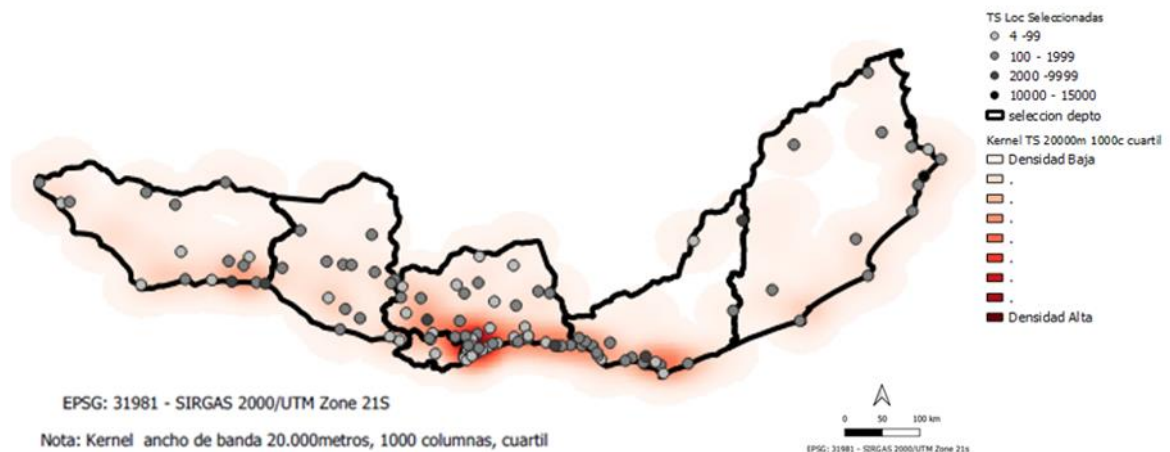 TS Loc Seleccionadas
4 -99
100 - 1999
2000 -9999
10000 - 15000
seleccion depto
Kernel TS 20000m 1000c cuartil
Densidad Baja
.
.
.
.
.
.
.
Densidad Alta
EPSG: 31981 - SIRGAS 2000/UTM Zone 21S
Nota: Kernel ancho de banda 20.000metros, 1000 columnas, cuartil
0 50 100 km
EPSG: 31981 - SIRGAS 2000/UTM Zone 21s